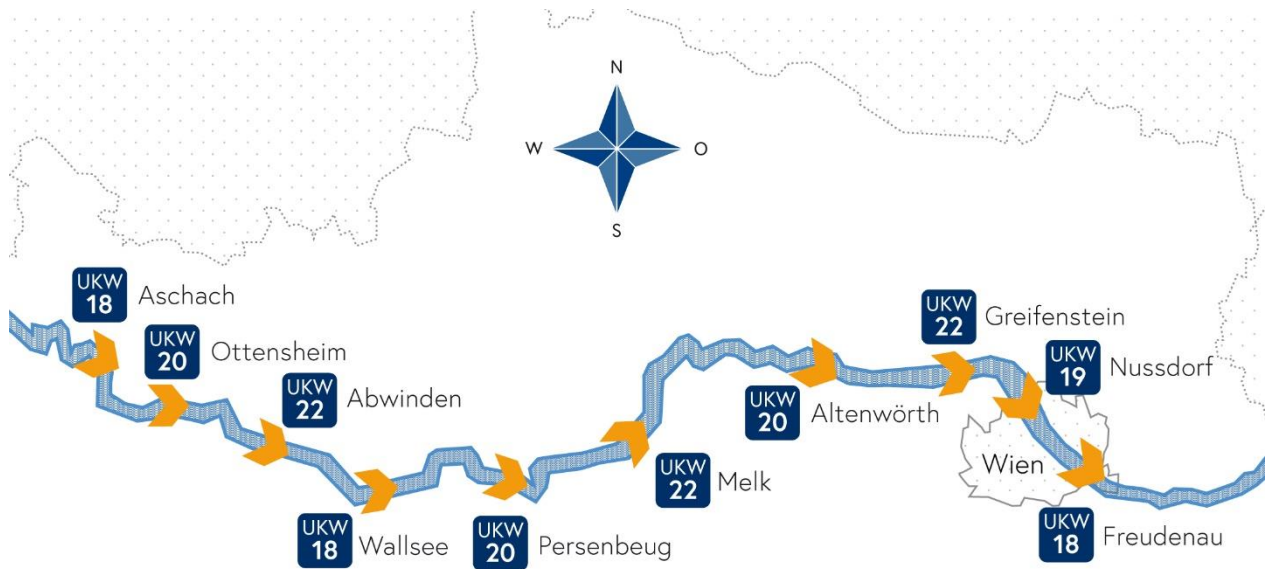 N
W
O
S
UKW
18
Aschach
UKW
20
Ottensheim
UKW
22
Abwinden
UKW
18
Wallsee
UKW
20
Persenbeug
UKW
22
Melk
UKW
20
Altenwörth
UKW
22
Greifenstein
UKW
19
Nussdorf
Wien
UKW
18
Freudenau